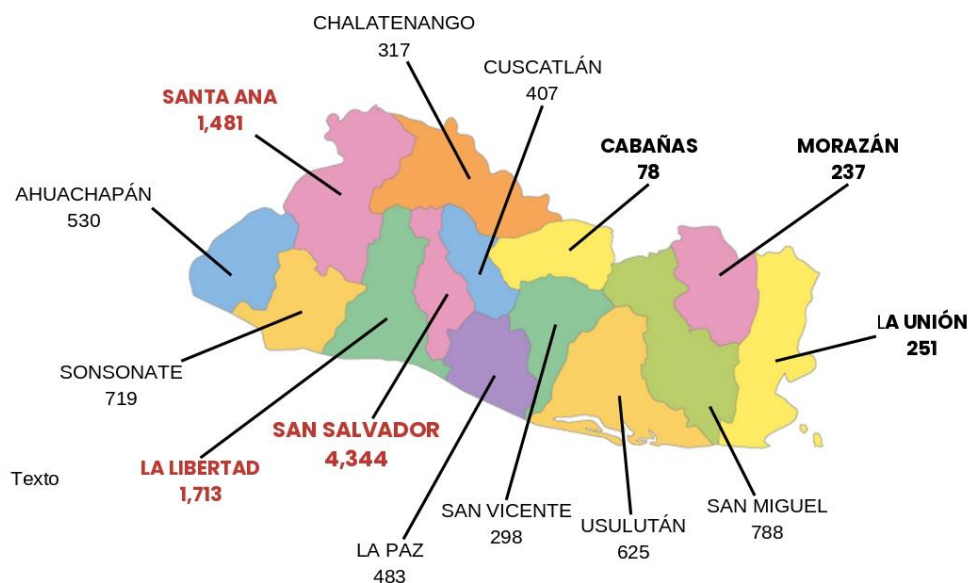 CHALATENANGO
317
CUSCATLÁN
407
SANTA ANA
1,481
CABAÑAS
78
MORAZÁN
237
AHUACHAPÁN
530
LA UNIÓN
251
SONSONATE
719
SAN SALVADOR
4,344
LA LIBERTAD
1,713
Texto
SAN VICENTE
298
USULUTÁN
625
SAN MIGUEL
788
LA PAZ
483